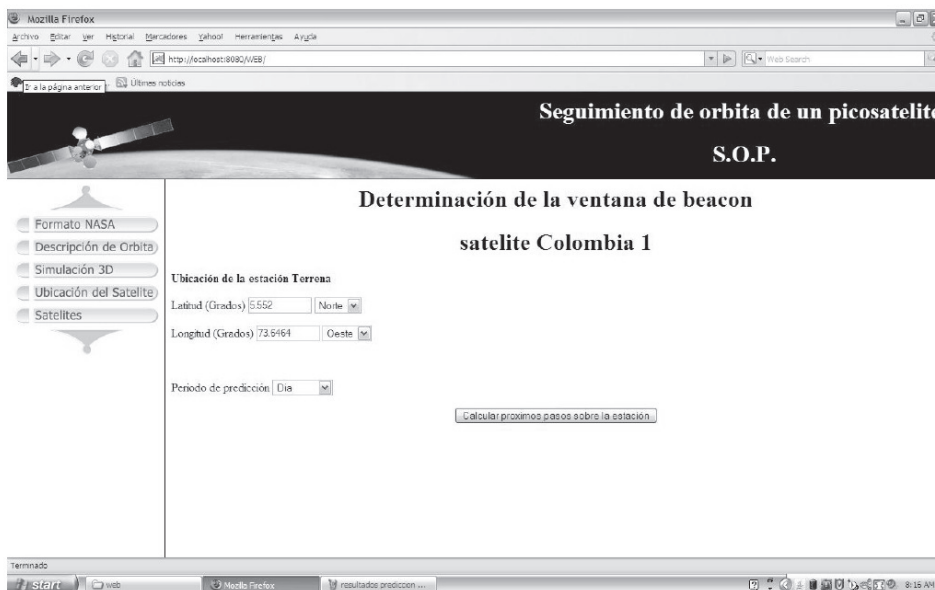 Mozilla Firefox
Archivo Editar Ver Historial Marcadores Yahoo! Herramientas Ayuda
http://localhost:8080/WEB/
Web Search
Ir a la página anterior
Últimas noticias
Seguimiento de orbita de un picosatelite
S.O.P.
Formato NASA
Descripción de Orbita
Simulación 3D
Ubicación del Satelite
Satelites
Determinación de la ventana de beacon
satelite Colombia 1
Ubicación de la estación Terrena
Latitud (Grados) 5.552 Norte
Longitud (Grados) 73.6464 Oeste
Periodo de predicción Dia
Calcular proximos pasos sobre la estación
Terminado
start
web
Mozilla Firefox
resultados prediccion ...
8:16 AM